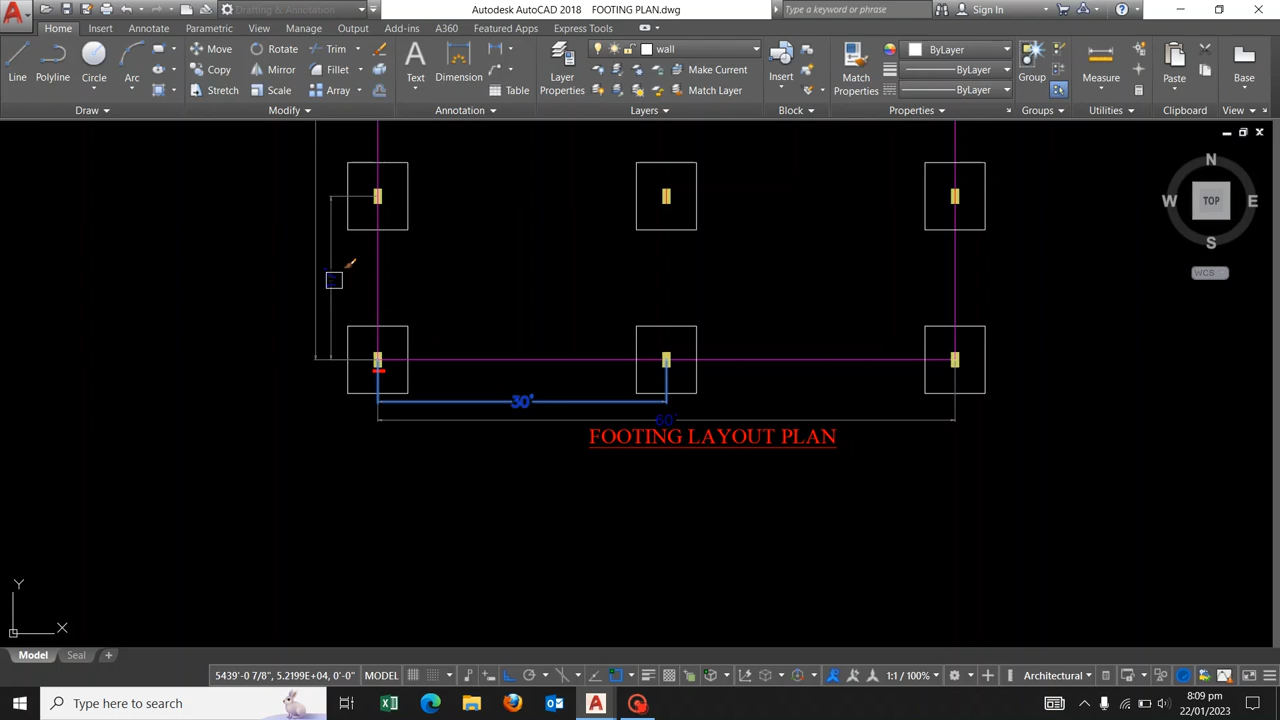 Drafting & Annotation
Autodesk AutoCAD 2018 FOOTING PLAN.dwg
Type a keyword or phrase
Sign In
Home Insert Annotate Parametric View Manage Output Add-ins A360 Featured Apps Express Tools
Line Polyline Circle Arc
Move Rotate Trim
Copy Mirror Fillet
Stretch Scale Array
Text Dimension Table
Layer Properties
wall
Make Current
Match Layer
Insert
Match Properties
ByLayer
ByLayer
ByLayer
Group
Measure
Paste
Base
Draw Modify Annotation Layers Block Properties Groups Utilities Clipboard View
N
W TOP E
S
WCS
30'
60'
FOOTING LAYOUT PLAN
Y
X
Model Seal
5439'-0 7/8", 5.2199E+04, 0'-0" MODEL 1:1 / 100% Architectural
Type here to search
8:09 pm
22/01/2023